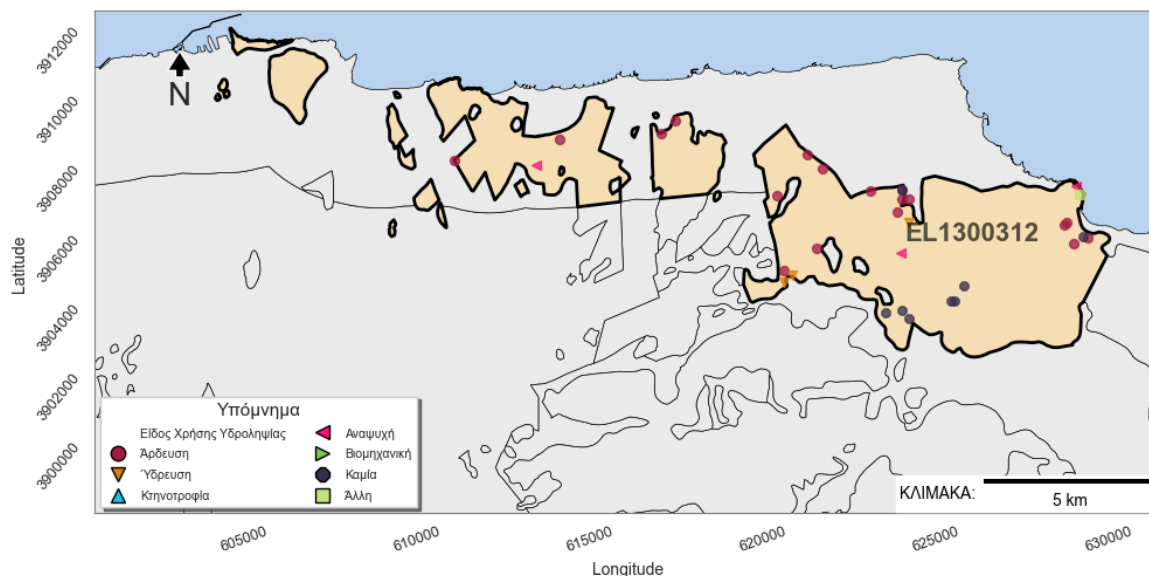 3912000
3910000
3908000
3906000
3904000
3902000
3900000
Latitude
N
EL1300312
Υπόμνημα
Είδος Χρήσης Υδροληψίας
Άρδευση
Ύδρευση
Κτηνοτροφία
Αναψυχή
Βιομηχανική
Καμία
Άλλη
ΚΛΙΜΑΚΑ:
5 km
605000
610000
615000
620000
625000
630000
Longitude